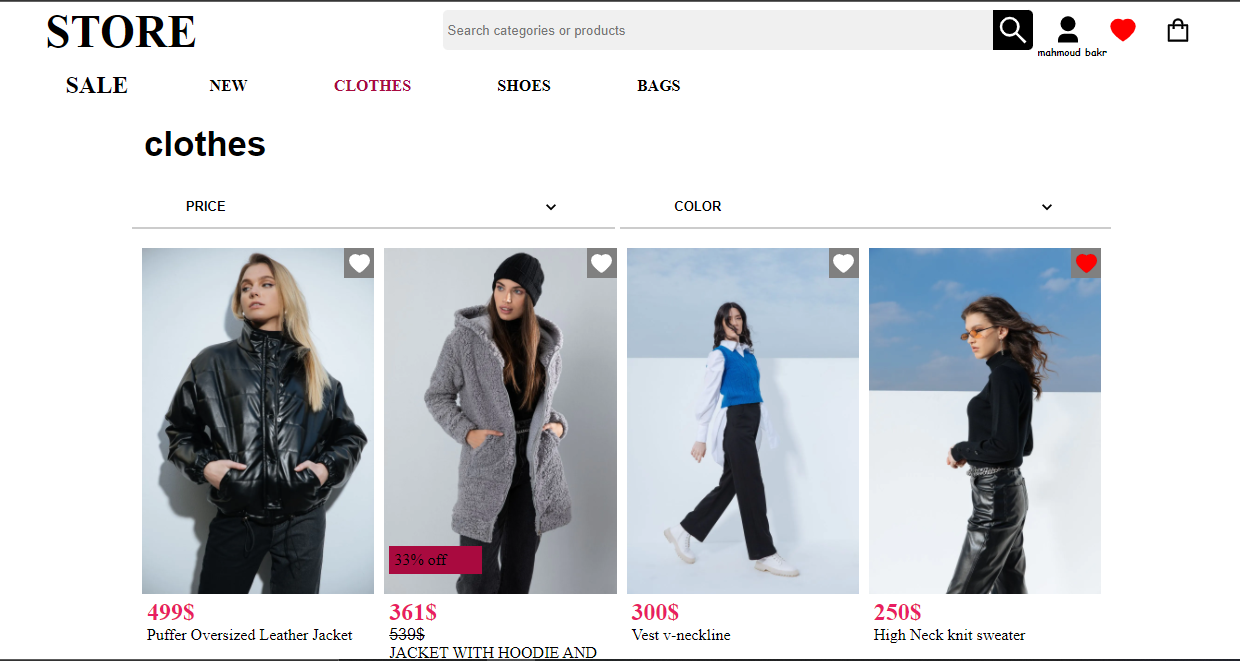 STORE
Search categories or products
mahmoud bakr
SALE NEW CLOTHES SHOES BAGS
clothes
PRICE COLOR
33% off
499$ 361$ 300$ 250$
Puffer Oversized Leather Jacket 539$ Vest v-neckline High Neck knit sweater
JACKET WITH HOODIE AND